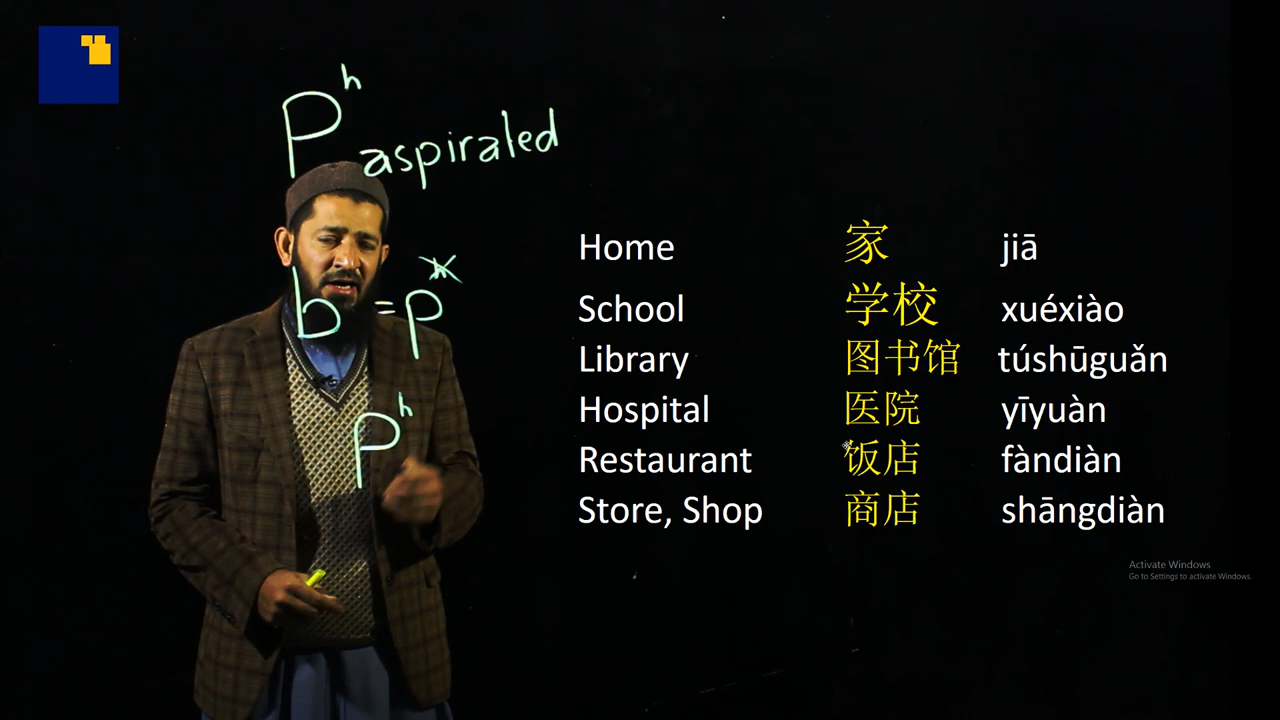 Pʰ
aspiraled
b = pʰ
Pʰ
Home 家 jiā
School 学校 xuéxiào
Library 图书馆 túshūguǎn
Hospital 医院 yīyuàn
Restaurant 饭店 fàndiàn
Store, Shop 商店 shāngdiàn
Activate Windows
Go to Settings to activate Windows.